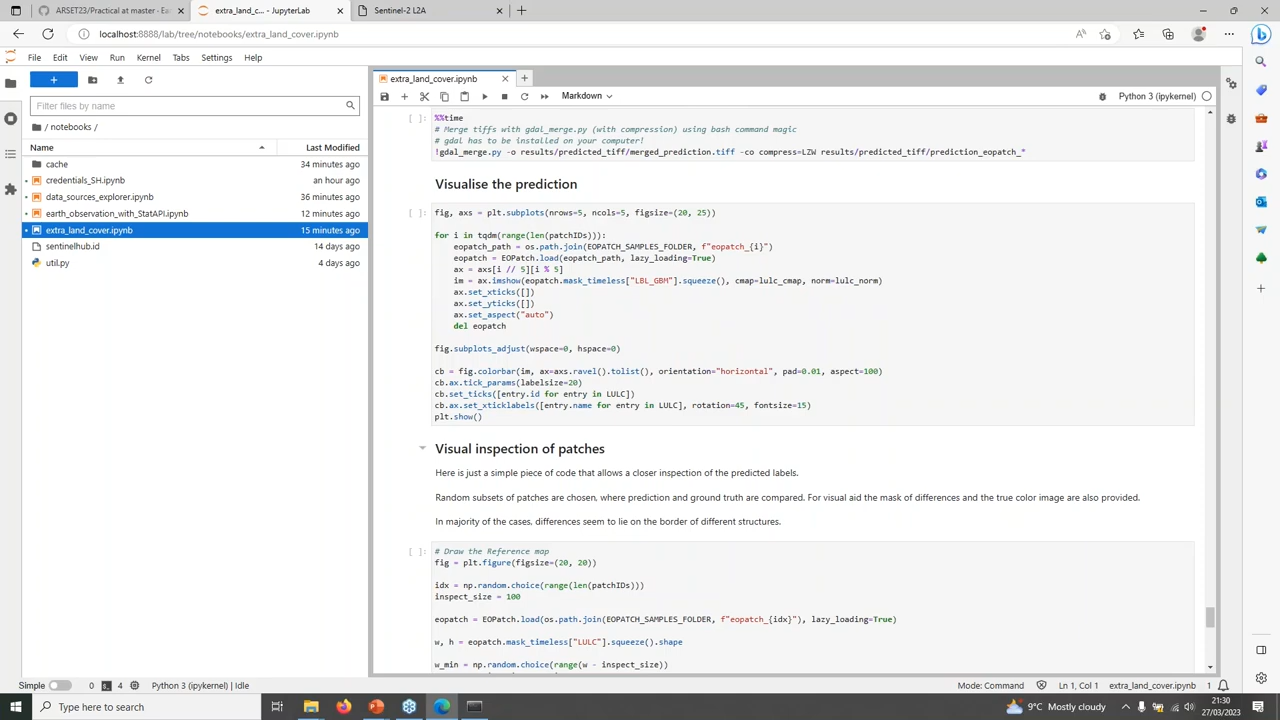 ARSET23/Practical at master · Ea
extra_land_c... - JupyterLab
Sentinel-2 L2A
localhost:8888/lab/tree/notebooks/extra_land_cover.ipynb
File Edit View Run Kernel Tabs Settings Help
Filter files by name
/ notebooks /
Name Last Modified
cache 34 minutes ago
credentials_SH.ipynb an hour ago
data_sources_explorer.ipynb 36 minutes ago
earth_observation_with_StatAPI.ipynb 12 minutes ago
extra_land_cover.ipynb 15 minutes ago
sentinelhub.id 14 days ago
util.py 4 days ago
extra_land_cover.ipynb
Markdown
Python 3 (ipykernel)
[ ]: %%time
# Merge tiffs with gdal_merge.py (with compression) using bash command magic
# gdal has to be installed on your computer!
!gdal_merge.py -o results/predicted_tiff/merged_prediction.tiff -co compress=LZW results/predicted_tiff/prediction_eopatch_*
Visualise the prediction
[ ]: fig, axs = plt.subplots(nrows=5, ncols=5, figsize=(20, 25))
for i in tqdm(range(len(patchIDs))):
eopatch_path = os.path.join(EOPATCH_SAMPLES_FOLDER, f"eopatch_{i}")
eopatch = EOPatch.load(eopatch_path, lazy_loading=True)
ax = axs[i // 5][i % 5]
im = ax.imshow(eopatch.mask_timeless["LBL_GBM"].squeeze(), cmap=lulc_cmap, norm=lulc_norm)
ax.set_xticks([])
ax.set_yticks([])
ax.set_aspect("auto")
del eopatch
fig.subplots_adjust(wspace=0, hspace=0)
cb = fig.colorbar(im, ax=axs.ravel().tolist(), orientation="horizontal", pad=0.01, aspect=100)
cb.ax.tick_params(labelsize=20)
cb.set_ticks([entry.id for entry in LULC])
cb.ax.set_xticklabels([entry.name for entry in LULC], rotation=45, fontsize=15)
plt.show()
Visual inspection of patches
Here is just a simple piece of code that allows a closer inspection of the predicted labels.
Random subsets of patches are chosen, where prediction and ground truth are compared. For visual aid the mask of differences and the true color image are also provided.
In majority of the cases, differences seem to lie on the border of different structures.
[ ]: # Draw the Reference map
fig = plt.figure(figsize=(20, 20))
idx = np.random.choice(range(len(patchIDs)))
inspect_size = 100
eopatch = EOPatch.load(os.path.join(EOPATCH_SAMPLES_FOLDER, f"eopatch_{idx}"), lazy_loading=True)
w, h = eopatch.mask_timeless["LULC"].squeeze().shape
w_min = np.random.choice(range(w - inspect_size))
Simple 0 4 Python 3 (ipykernel) | Idle
Mode: Command Ln 1, Col 1 extra_land_cover.ipynb 1
Type here to search
9°C Mostly cloudy
21:30
27/03/2023